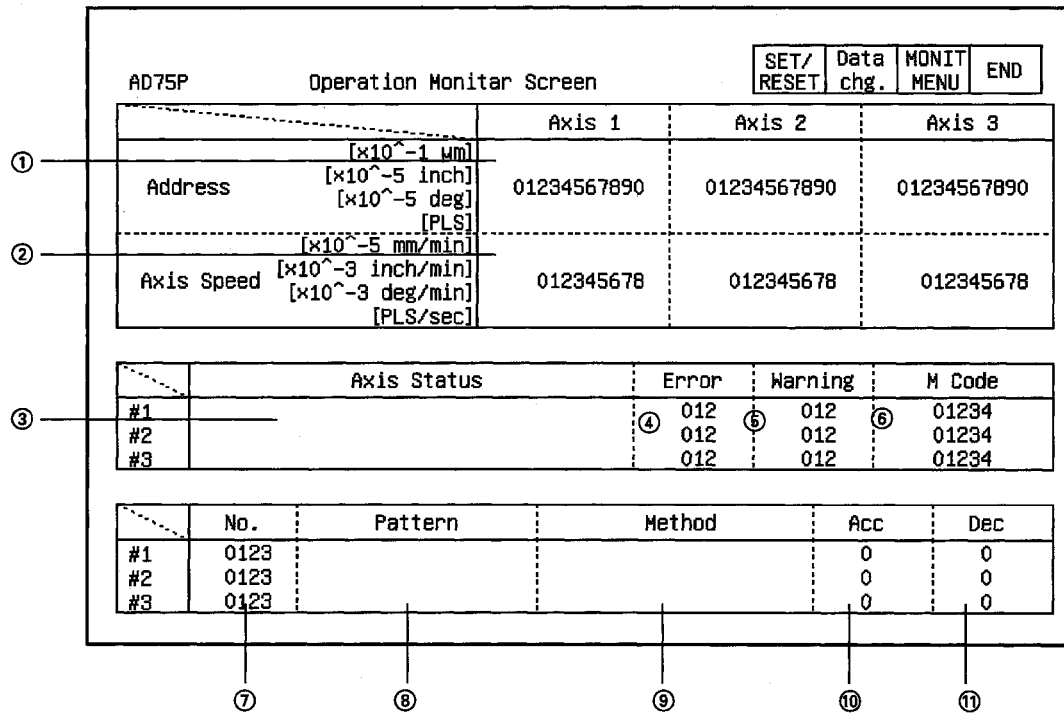 SET/ RESET Data chg. MONIT MENU END
AD75P Operation Monitar Screen
Axis 1 Axis 2 Axis 3
① [×10^-1 µm]
Address [×10^-5 inch] 01234567890 01234567890 01234567890
[×10^-5 deg]
[PLS]
② [×10^-5 mm/min]
Axis Speed [×10^-3 inch/min] 012345678 012345678 012345678
[×10^-3 deg/min]
[PLS/sec]
Axis Status Error Warning M Code
③ #1 ④ 012 ⑤ 012 ⑥ 01234
#2 012 012 01234
#3 012 012 01234
No. Pattern Method Acc Dec
#1 0123 0 0
#2 0123 0 0
#3 0123 0 0
⑦ ⑧ ⑨ ⑩ ⑪